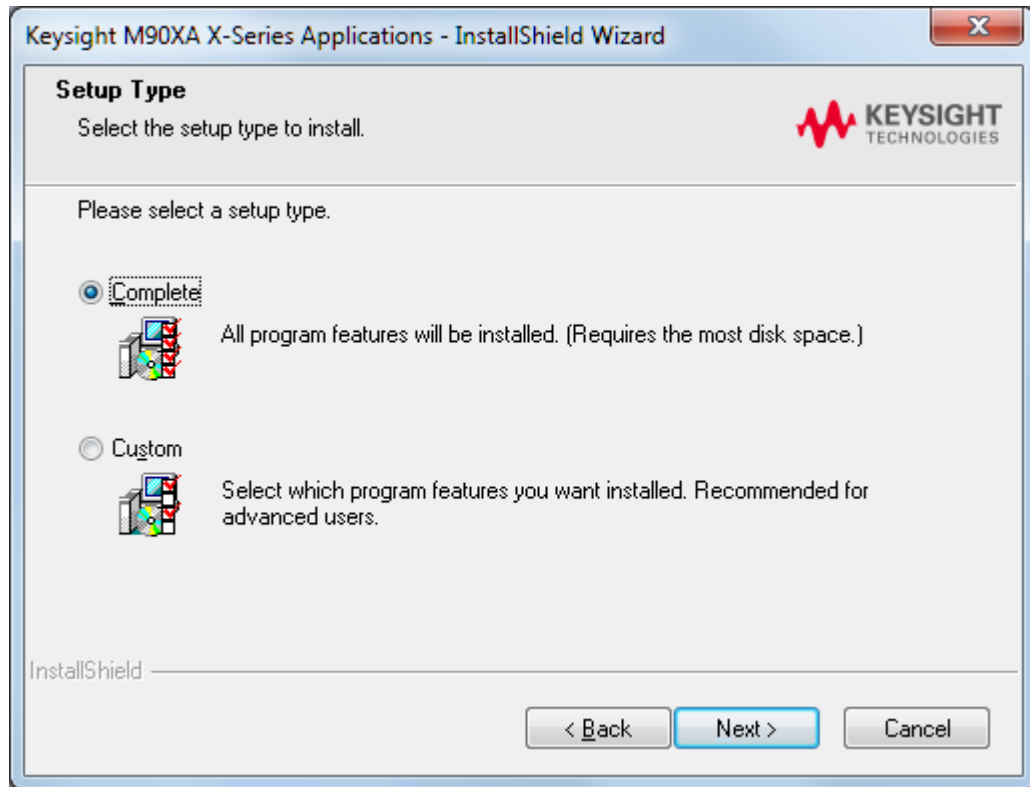 Keysight M90XA X-Series Applications - InstallShield Wizard
Setup Type
Select the setup type to install.
KEYSIGHT
TECHNOLOGIES
Please select a setup type.
Complete
All program features will be installed. (Requires the most disk space.)
Custom
Select which program features you want installed. Recommended for
advanced users.
InstallShield
< Back
Next >
Cancel